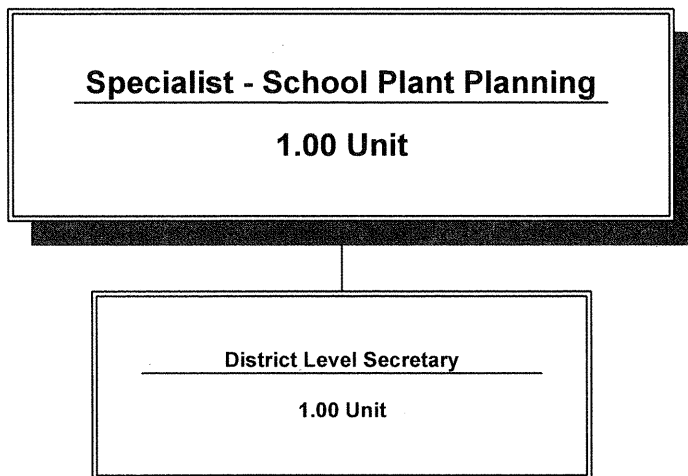 Specialist - School Plant Planning
1.00 Unit
District Level Secretary
1.00 Unit